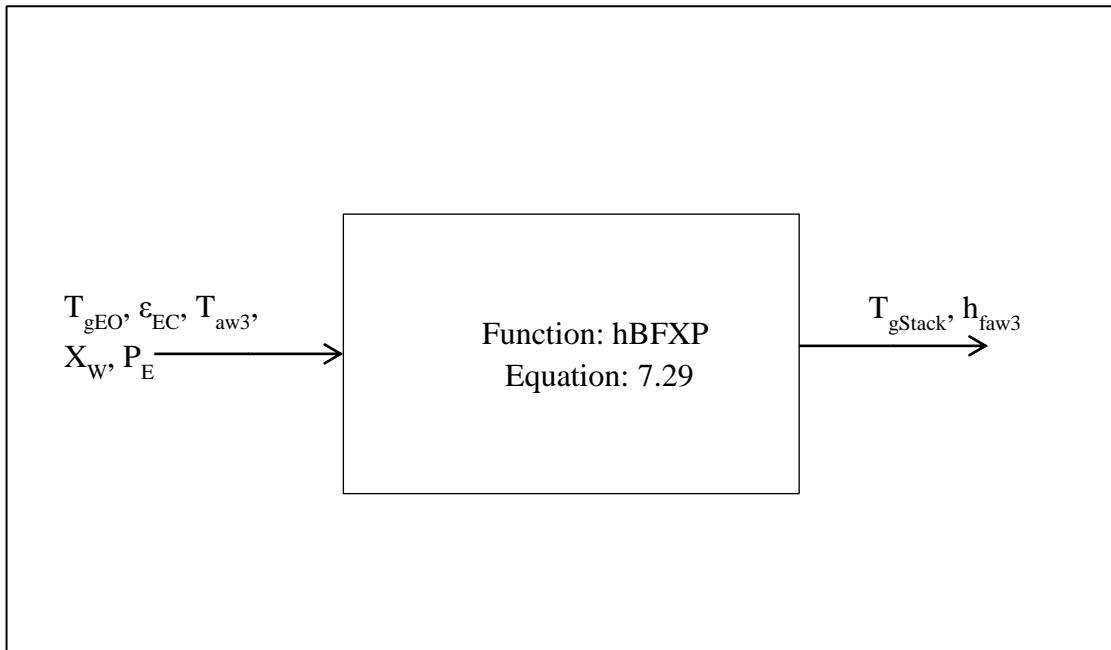 T_gEO, ε_EC, T_aw3,
X_W, P_E
Function: hBFXP
Equation: 7.29
T_gStack, h_faw3